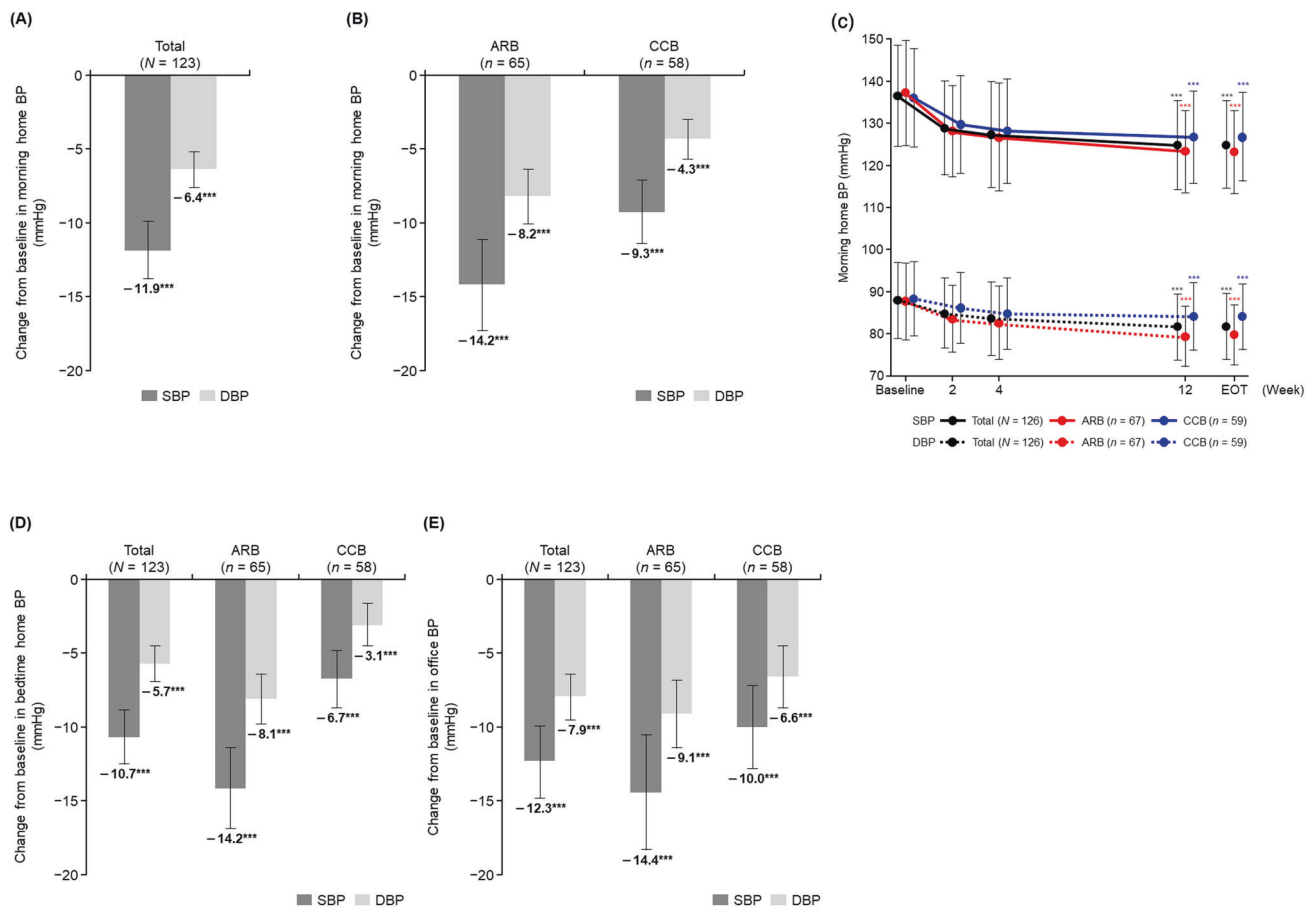 (A)
Total
(N = 123)
0
−5
−10
−15
−20
Change from baseline in morning home BP
(mmHg)
−6.4***
−11.9***
SBP DBP
(B)
ARB CCB
(n = 65) (n = 58)
0
−5
−10
−15
−20
Change from baseline in morning home BP
(mmHg)
−4.3***
−8.2***
−9.3***
−14.2***
SBP DBP
(C)
150
140
130
120
110
100
90
80
70
Morning home BP (mmHg)
*** *** *** ***
*** ***
*** *** *** ***
*** ***
Baseline 2 4 12 EOT (Week)
SBP Total (N = 126) ARB (n = 67) CCB (n = 59)
DBP Total (N = 126) ARB (n = 67) CCB (n = 59)
(D)
Total ARB CCB
(N = 123) (n = 65) (n = 58)
0
−5
−10
−15
−20
Change from baseline in bedtime home BP
(mmHg)
−3.1***
−5.7***
−6.7***
−8.1***
−10.7***
−14.2***
SBP DBP
(E)
Total ARB CCB
(N = 123) (n = 65) (n = 58)
0
−5
−10
−15
−20
Change from baseline in office BP
(mmHg)
−6.6***
−7.9***
−9.1***
−10.0***
−12.3***
−14.4***
SBP DBP